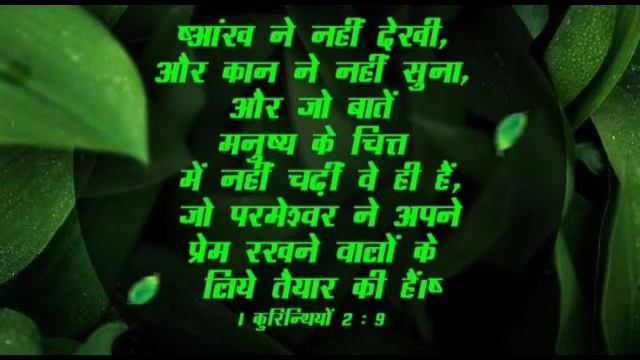 ष्आंख ने नहीं देखी,
और कान ने नहीं सुना,
और जो बातें
मनुष्य के चित्त
में नहीं चढ़ीं वे ही हैं,
जो परमेश्वर ने अपने
प्रेम रखने वालों के
लिये तैयार की हैं।ष्
1 कुरिन्थियों 2 : 9